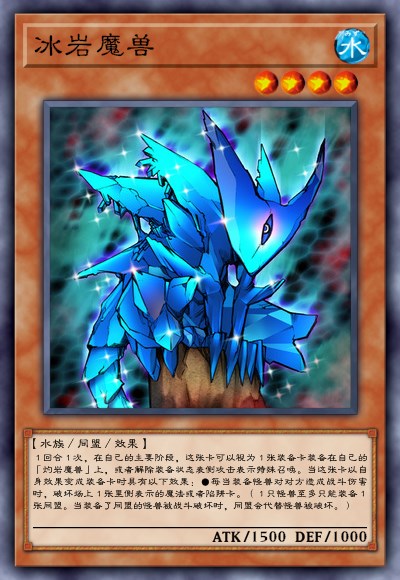 冰岩魔兽
みず
水
【水族／同盟／效果】
1回合1次，在自己的主要阶段，这张卡可以视为1张装备卡装备在自己的
「灼岩魔兽」上，或者解除装备状态表侧攻击表示特殊召唤。当这张卡以自
身效果变成装备卡时具有以下效果：●每当装备怪兽对对方造成战斗伤害
时，破坏场上1张里侧表示的魔法或者陷阱卡。（1只怪兽至多只能装备1
张同盟。当装备了同盟的怪兽被战斗破坏时，同盟会代替怪兽被破坏。）
ATK/1500 DEF/1000